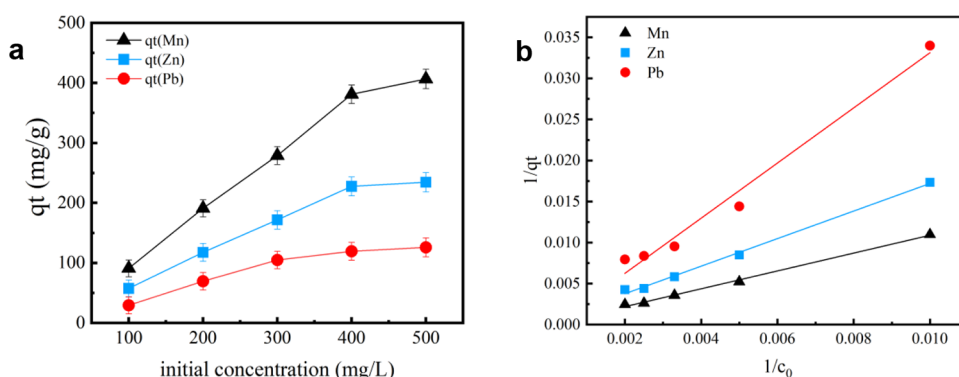 a
500
400
300
200
100
0
qt (mg/g)
qt(Mn)
qt(Zn)
qt(Pb)
100 200 300 400 500
initial concentration (mg/L)
b
0.035
0.030
0.025
0.020
0.015
0.010
0.005
0.000
1/qt
Mn
Zn
Pb
0.002 0.004 0.006 0.008 0.010
1/c₀